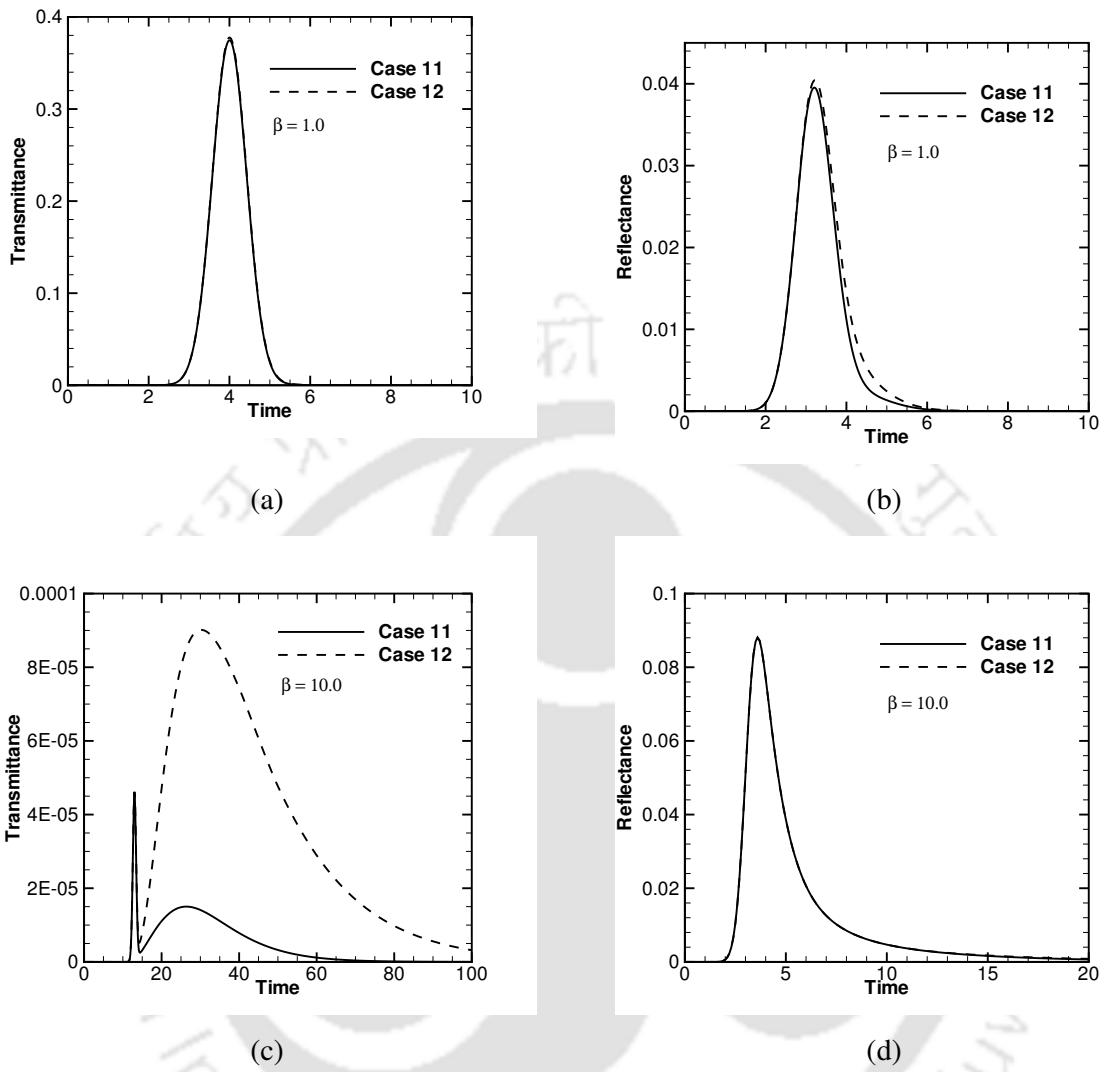 0.4
0.3
0.2
0.1
0
Transmittance
Case 11
Case 12
β = 1.0
0 2 4 6 8 10
Time
(a)
0.04
0.03
0.02
0.01
0
Reflectance
Case 11
Case 12
β = 1.0
0 2 4 6 8 10
Time
(b)
0.0001
8E-05
6E-05
4E-05
2E-05
0
Transmittance
Case 11
Case 12
β = 10.0
0 20 40 60 80 100
Time
(c)
0.1
0.08
0.06
0.04
0.02
0
Reflectance
Case 11
Case 12
β = 10.0
0 5 10 15 20
Time
(d)